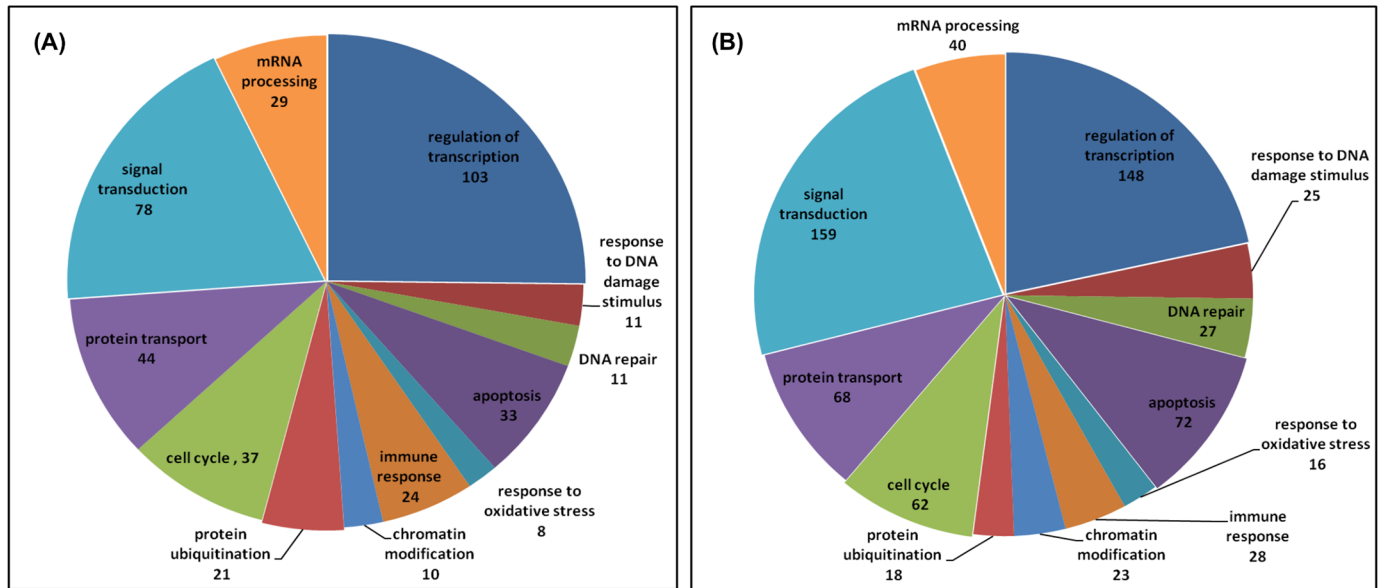 (A)
mRNA
processing
29
regulation of
transcription
103
signal
transduction
78
response
to DNA
damage
stimulus
11
DNA repair
11
protein transport
44
apoptosis
33
cell cycle , 37
immune
response
24
response to
oxidative stress
8
protein
ubiquitination
21
chromatin
modification
10
(B)
mRNA processing
40
regulation of
transcription
148
response to DNA
damage stimulus
25
signal
transduction
159
DNA repair
27
protein transport
68
apoptosis
72
response to
oxidative stress
16
cell cycle
62
immune
response
28
protein
ubiquitination
18
chromatin
modification
23